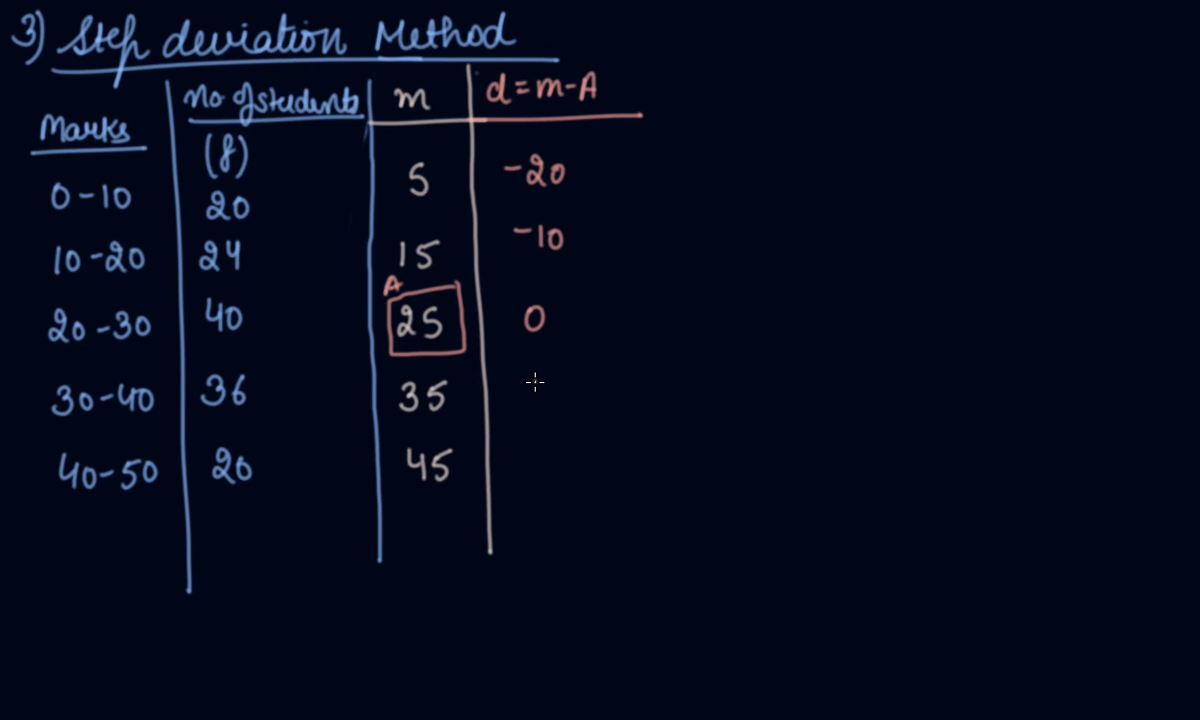 3) Step deviation Method
Marks No of students m d = m - A
(f)
0-10 20 5 -20
10-20 24 15 -10
A
20-30 40 25 0
30-40 36 35
40-50 20 45